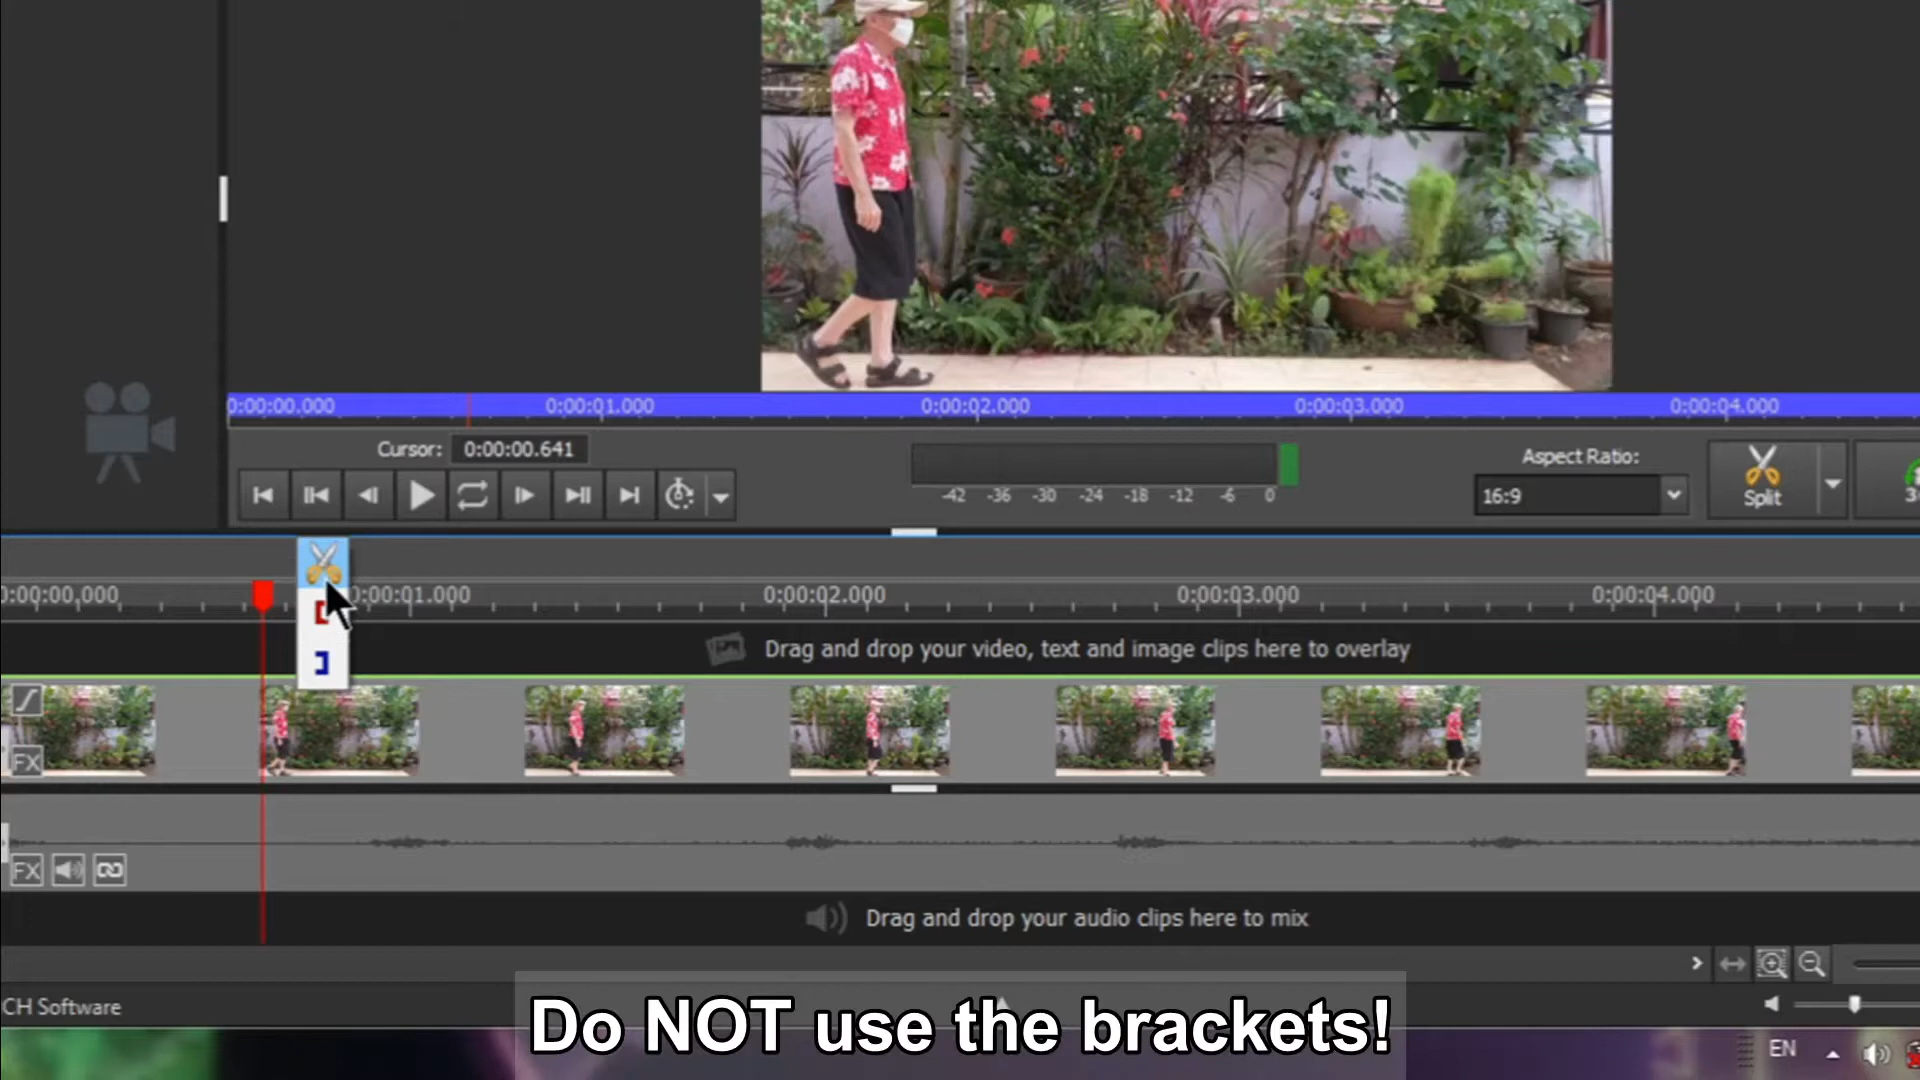 0:00:00.000 0:00:01.000 0:00:02.000 0:00:03.000 0:00:04.000
Cursor: 0:00:00.641
-42 -36 -30 -24 -18 -12 -6 0
Aspect Ratio:
16:9
Split
0:00:00,000 0:00:01.000 0:00:02.000 0:00:03.000 0:00:04.000
Drag and drop your video, text and image clips here to overlay
FX
FX
Drag and drop your audio clips here to mix
CH Software
Do NOT use the brackets!
EN